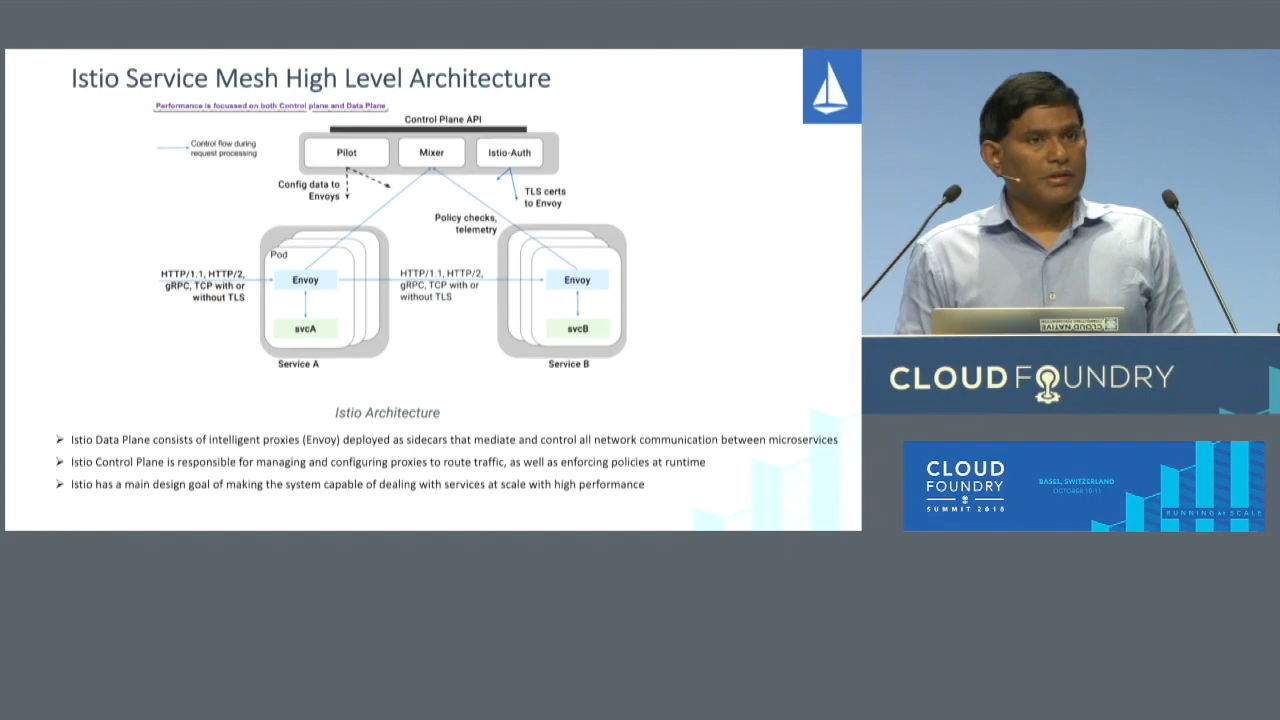 Istio Service Mesh High Level Architecture
Performance is focussed on both Control plane and Data Plane
Control Plane API
Control flow during
request processing
Pilot
Mixer
Istio-Auth
Config data to
Envoys
TLS certs
to Envoy
Policy checks,
telemetry
Pod
HTTP/1.1, HTTP/2,
gRPC, TCP with or
without TLS
Envoy
HTTP/1.1, HTTP/2,
gRPC, TCP with or
without TLS
Envoy
svcA
svcB
Service A
Service B
Istio Architecture
➢ Istio Data Plane consists of intelligent proxies (Envoy) deployed as sidecars that mediate and control all network communication between microservices
➢ Istio Control Plane is responsible for managing and configuring proxies to route traffic, as well as enforcing policies at runtime
➢ Istio has a main design goal of making the system capable of dealing with services at scale with high performance
CLOUD NATIVE
CLOUD FOUNDRY
CLOUD
FOUNDRY
SUMMIT 2018
BASEL, SWITZERLAND
OCTOBER 10-11
RUNNING AT SCALE